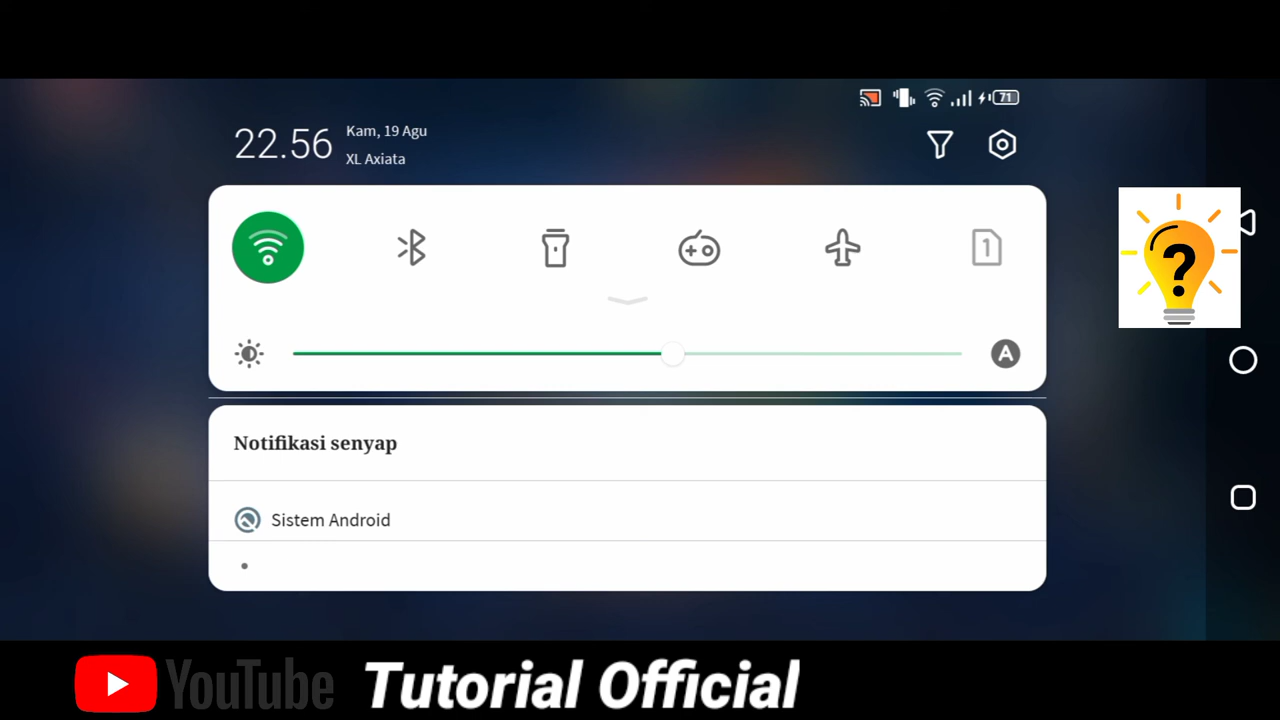 71
22.56
Kam, 19 Agu
XL Axiata
1
A
?
Notifikasi senyap
Sistem Android
YouTube Tutorial Official